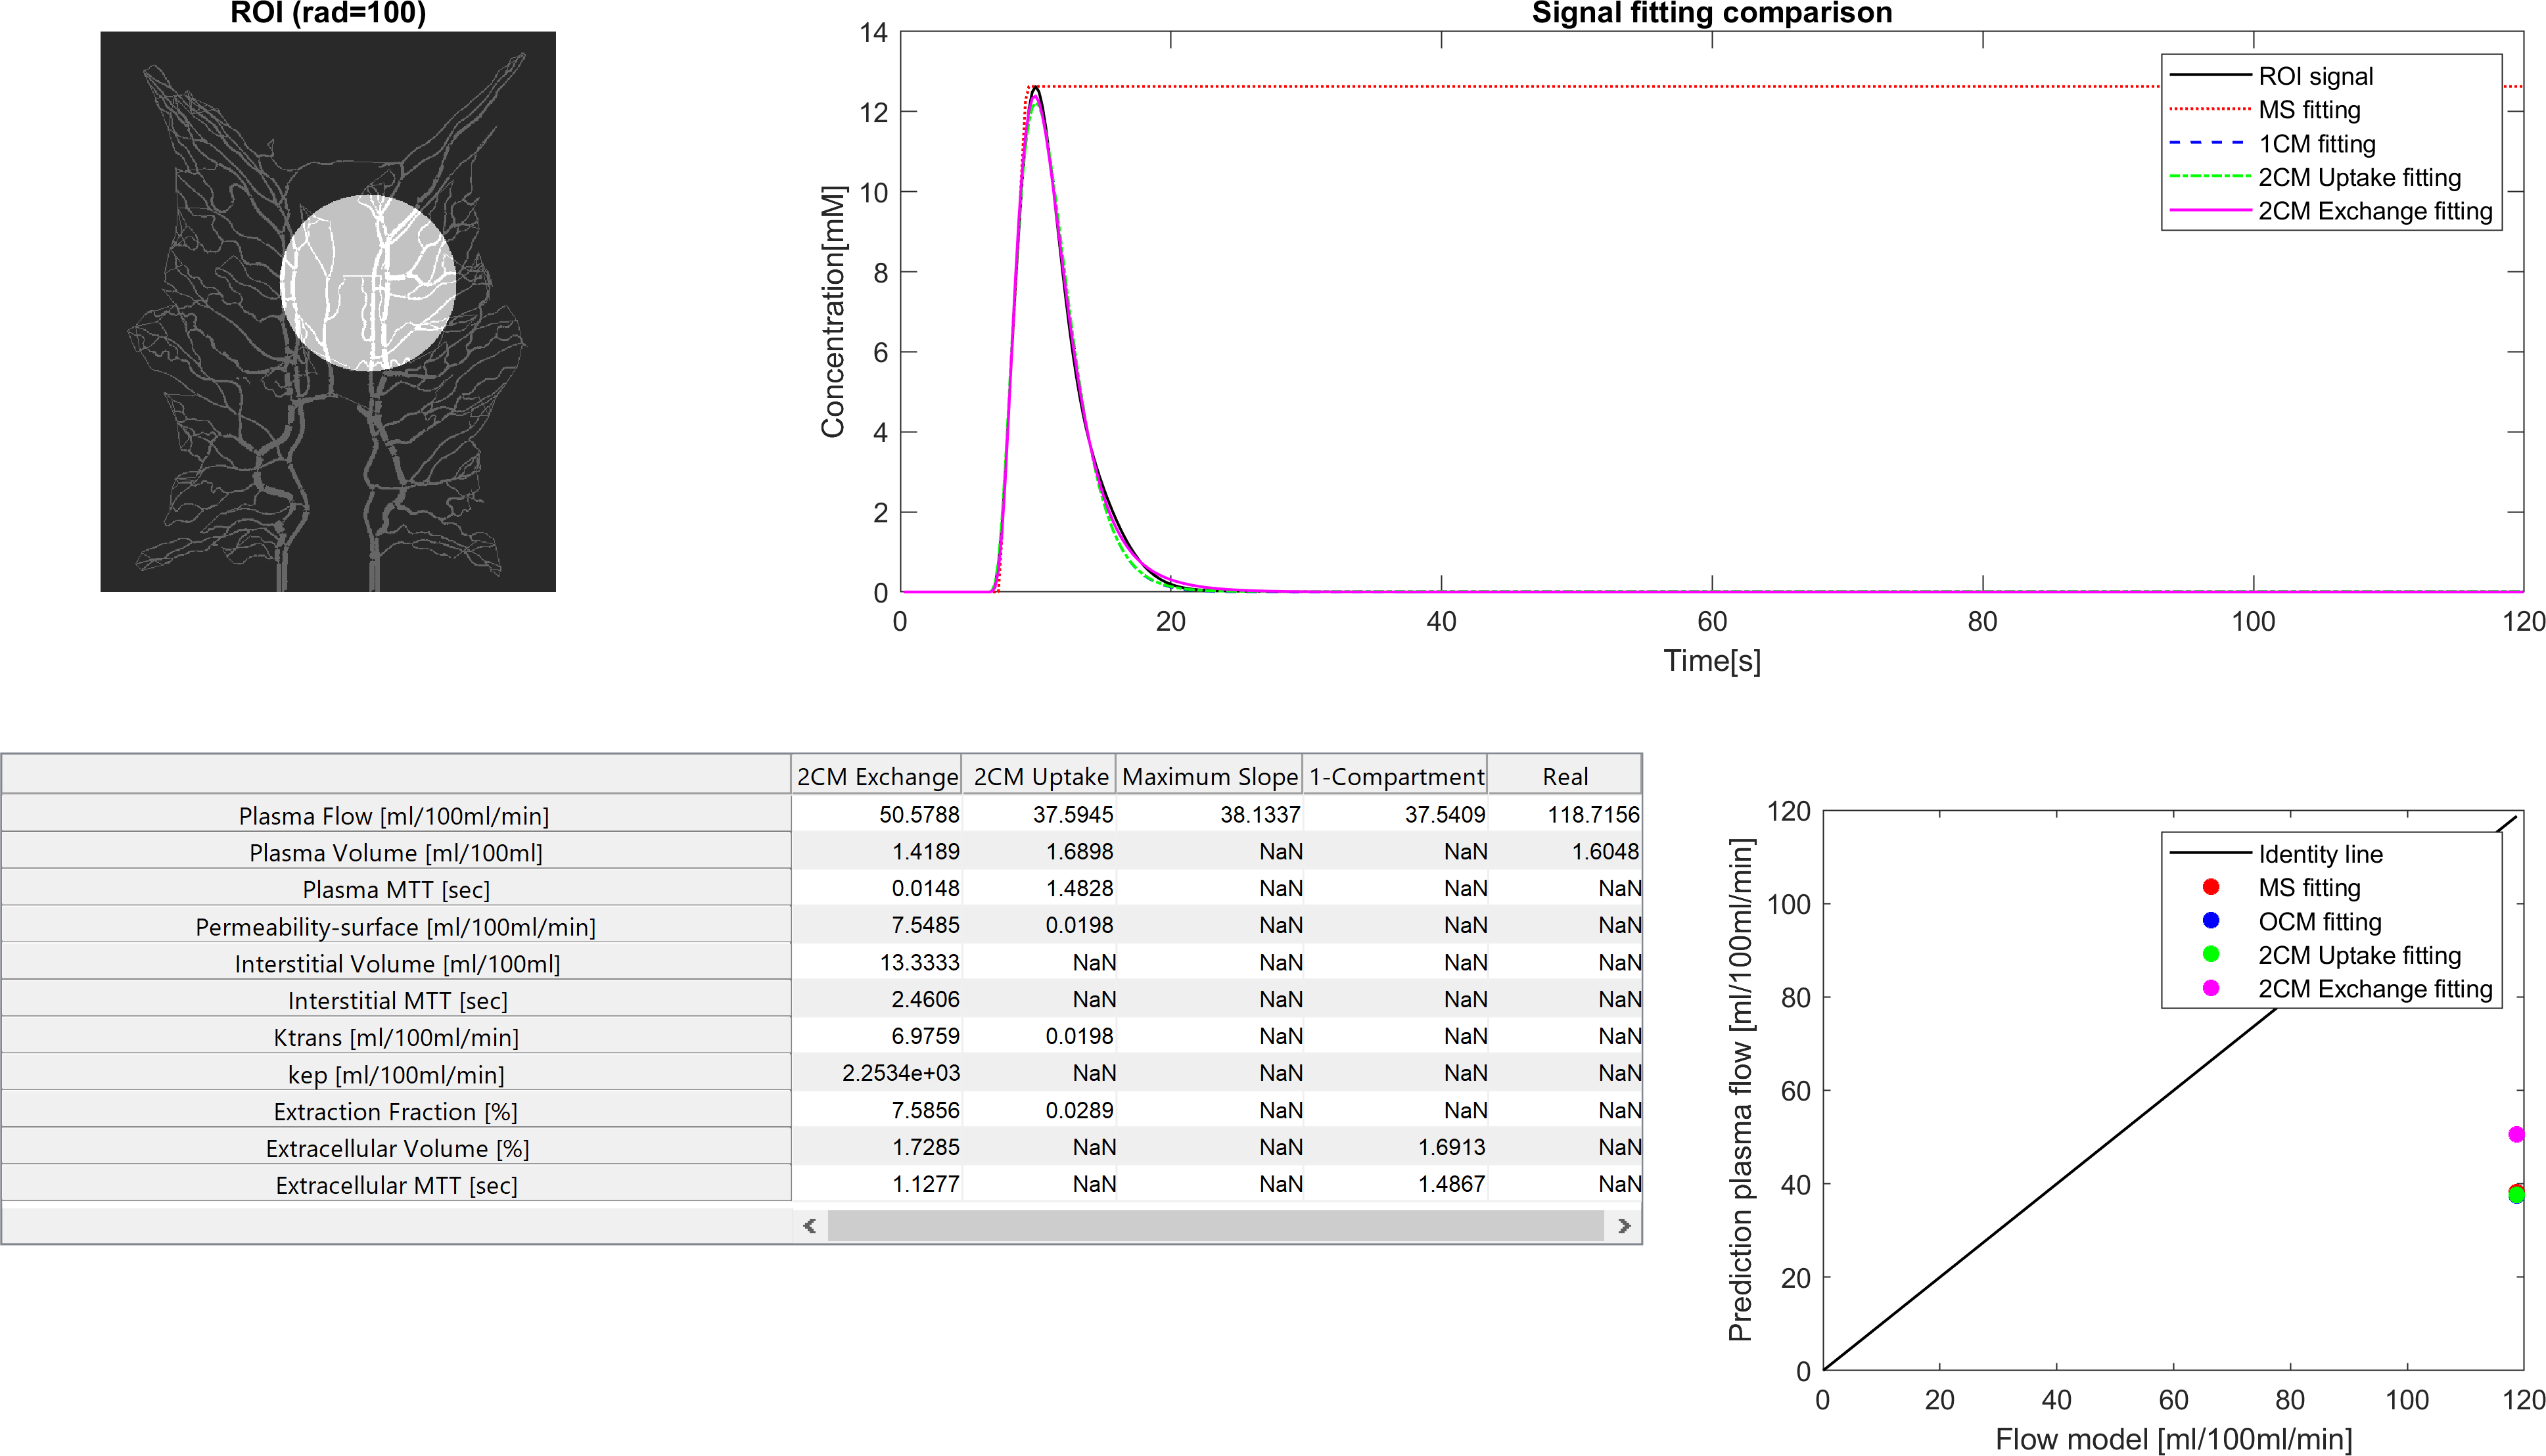 ROI (rad=100)
Signal fitting comparison
14
12
10
8
6
4
2
0
Concentration[mM]
0 20 40 60 80 100 120
Time[s]
ROI signal
MS fitting
1CM fitting
2CM Uptake fitting
2CM Exchange fitting
2CM Exchange 2CM Uptake Maximum Slope 1-Compartment Real
Plasma Flow [ml/100ml/min] 50.5788 37.5945 38.1337 37.5409 118.7156
Plasma Volume [ml/100ml] 1.4189 1.6898 NaN NaN 1.6048
Plasma MTT [sec] 0.0148 1.4828 NaN NaN NaN
Permeability-surface [ml/100ml/min] 7.5485 0.0198 NaN NaN NaN
Interstitial Volume [ml/100ml] 13.3333 NaN NaN NaN NaN
Interstitial MTT [sec] 2.4606 NaN NaN NaN NaN
Ktrans [ml/100ml/min] 6.9759 0.0198 NaN NaN NaN
kep [ml/100ml/min] 2.2534e+03 NaN NaN NaN NaN
Extraction Fraction [%] 7.5856 0.0289 NaN NaN NaN
Extracellular Volume [%] 1.7285 NaN NaN 1.6913 NaN
Extracellular MTT [sec] 1.1277 NaN NaN 1.4867 NaN
120
100
80
60
40
20
0
Prediction plasma flow [ml/100ml/min]
0 20 40 60 80 100 120
Flow model [ml/100ml/min]
Identity line
MS fitting
OCM fitting
2CM Uptake fitting
2CM Exchange fitting